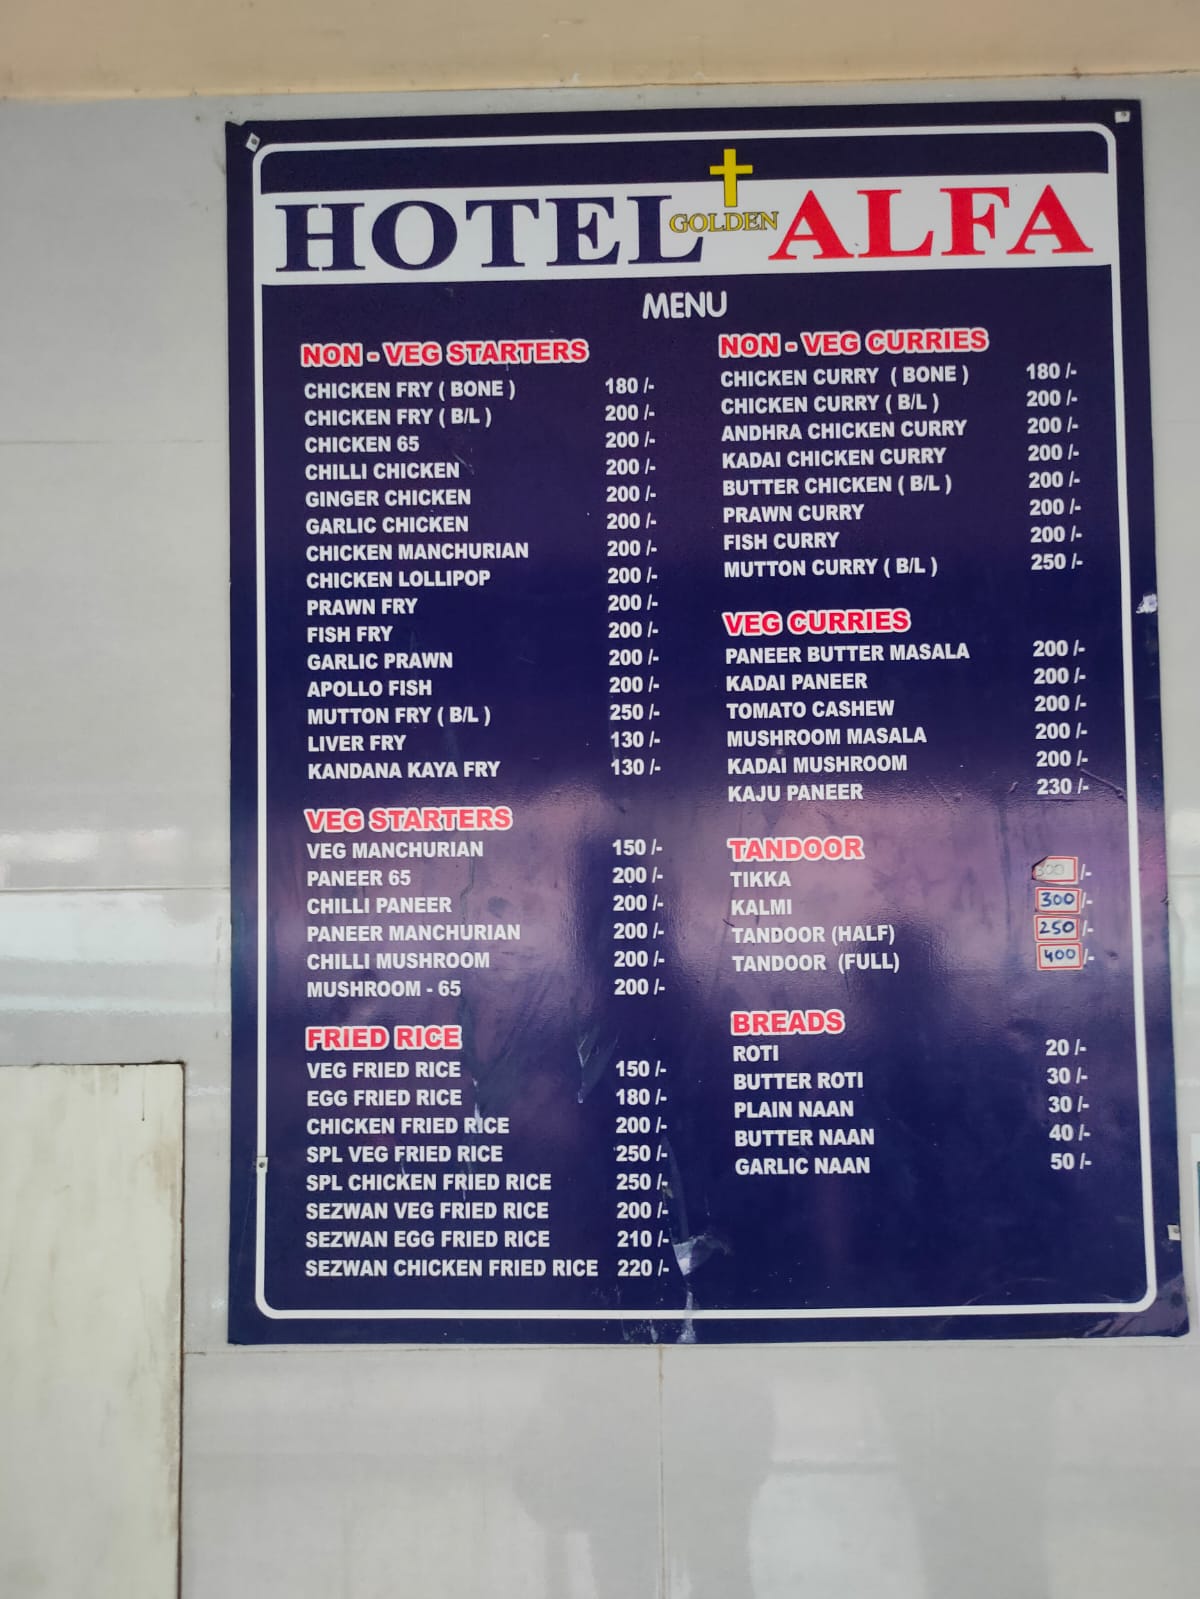 HOTEL GOLDEN ALFA
MENU
NON - VEG STARTERS
CHICKEN FRY ( BONE ) 180 /-
CHICKEN FRY ( B/L ) 200 /-
CHICKEN 65 200 /-
CHILLI CHICKEN 200 /-
GINGER CHICKEN 200 /-
GARLIC CHICKEN 200 /-
CHICKEN MANCHURIAN 200 /-
CHICKEN LOLLIPOP 200 /-
PRAWN FRY 200 /-
FISH FRY 200 /-
GARLIC PRAWN 200 /-
APOLLO FISH 200 /-
MUTTON FRY ( B/L ) 250 /-
LIVER FRY 130 /-
KANDANA KAYA FRY 130 /-
VEG STARTERS
VEG MANCHURIAN 150 /-
PANEER 65 200 /-
CHILLI PANEER 200 /-
PANEER MANCHURIAN 200 /-
CHILLI MUSHROOM 200 /-
MUSHROOM - 65 200 /-
FRIED RICE
VEG FRIED RICE 150 /-
EGG FRIED RICE 180 /-
CHICKEN FRIED RICE 200 /-
SPL VEG FRIED RICE 250 /-
SPL CHICKEN FRIED RICE 250 /-
SEZWAN VEG FRIED RICE 200 /-
SEZWAN EGG FRIED RICE 210 /-
SEZWAN CHICKEN FRIED RICE 220 /-
NON - VEG CURRIES
CHICKEN CURRY ( BONE ) 180 /-
CHICKEN CURRY ( B/L ) 200 /-
ANDHRA CHICKEN CURRY 200 /-
KADAI CHICKEN CURRY 200 /-
BUTTER CHICKEN ( B/L ) 200 /-
PRAWN CURRY 200 /-
FISH CURRY 200 /-
MUTTON CURRY ( B/L ) 250 /-
VEG CURRIES
PANEER BUTTER MASALA 200 /-
KADAI PANEER 200 /-
TOMATO CASHEW 200 /-
MUSHROOM MASALA 200 /-
KADAI MUSHROOM 200 /-
KAJU PANEER 230 /-
TANDOOR
TIKKA 300 /-
KALMI 300 /-
TANDOOR (HALF) 250 /-
TANDOOR (FULL) 400 /-
BREADS
ROTI 20 /-
BUTTER ROTI 30 /-
PLAIN NAAN 30 /-
BUTTER NAAN 40 /-
GARLIC NAAN 50 /-